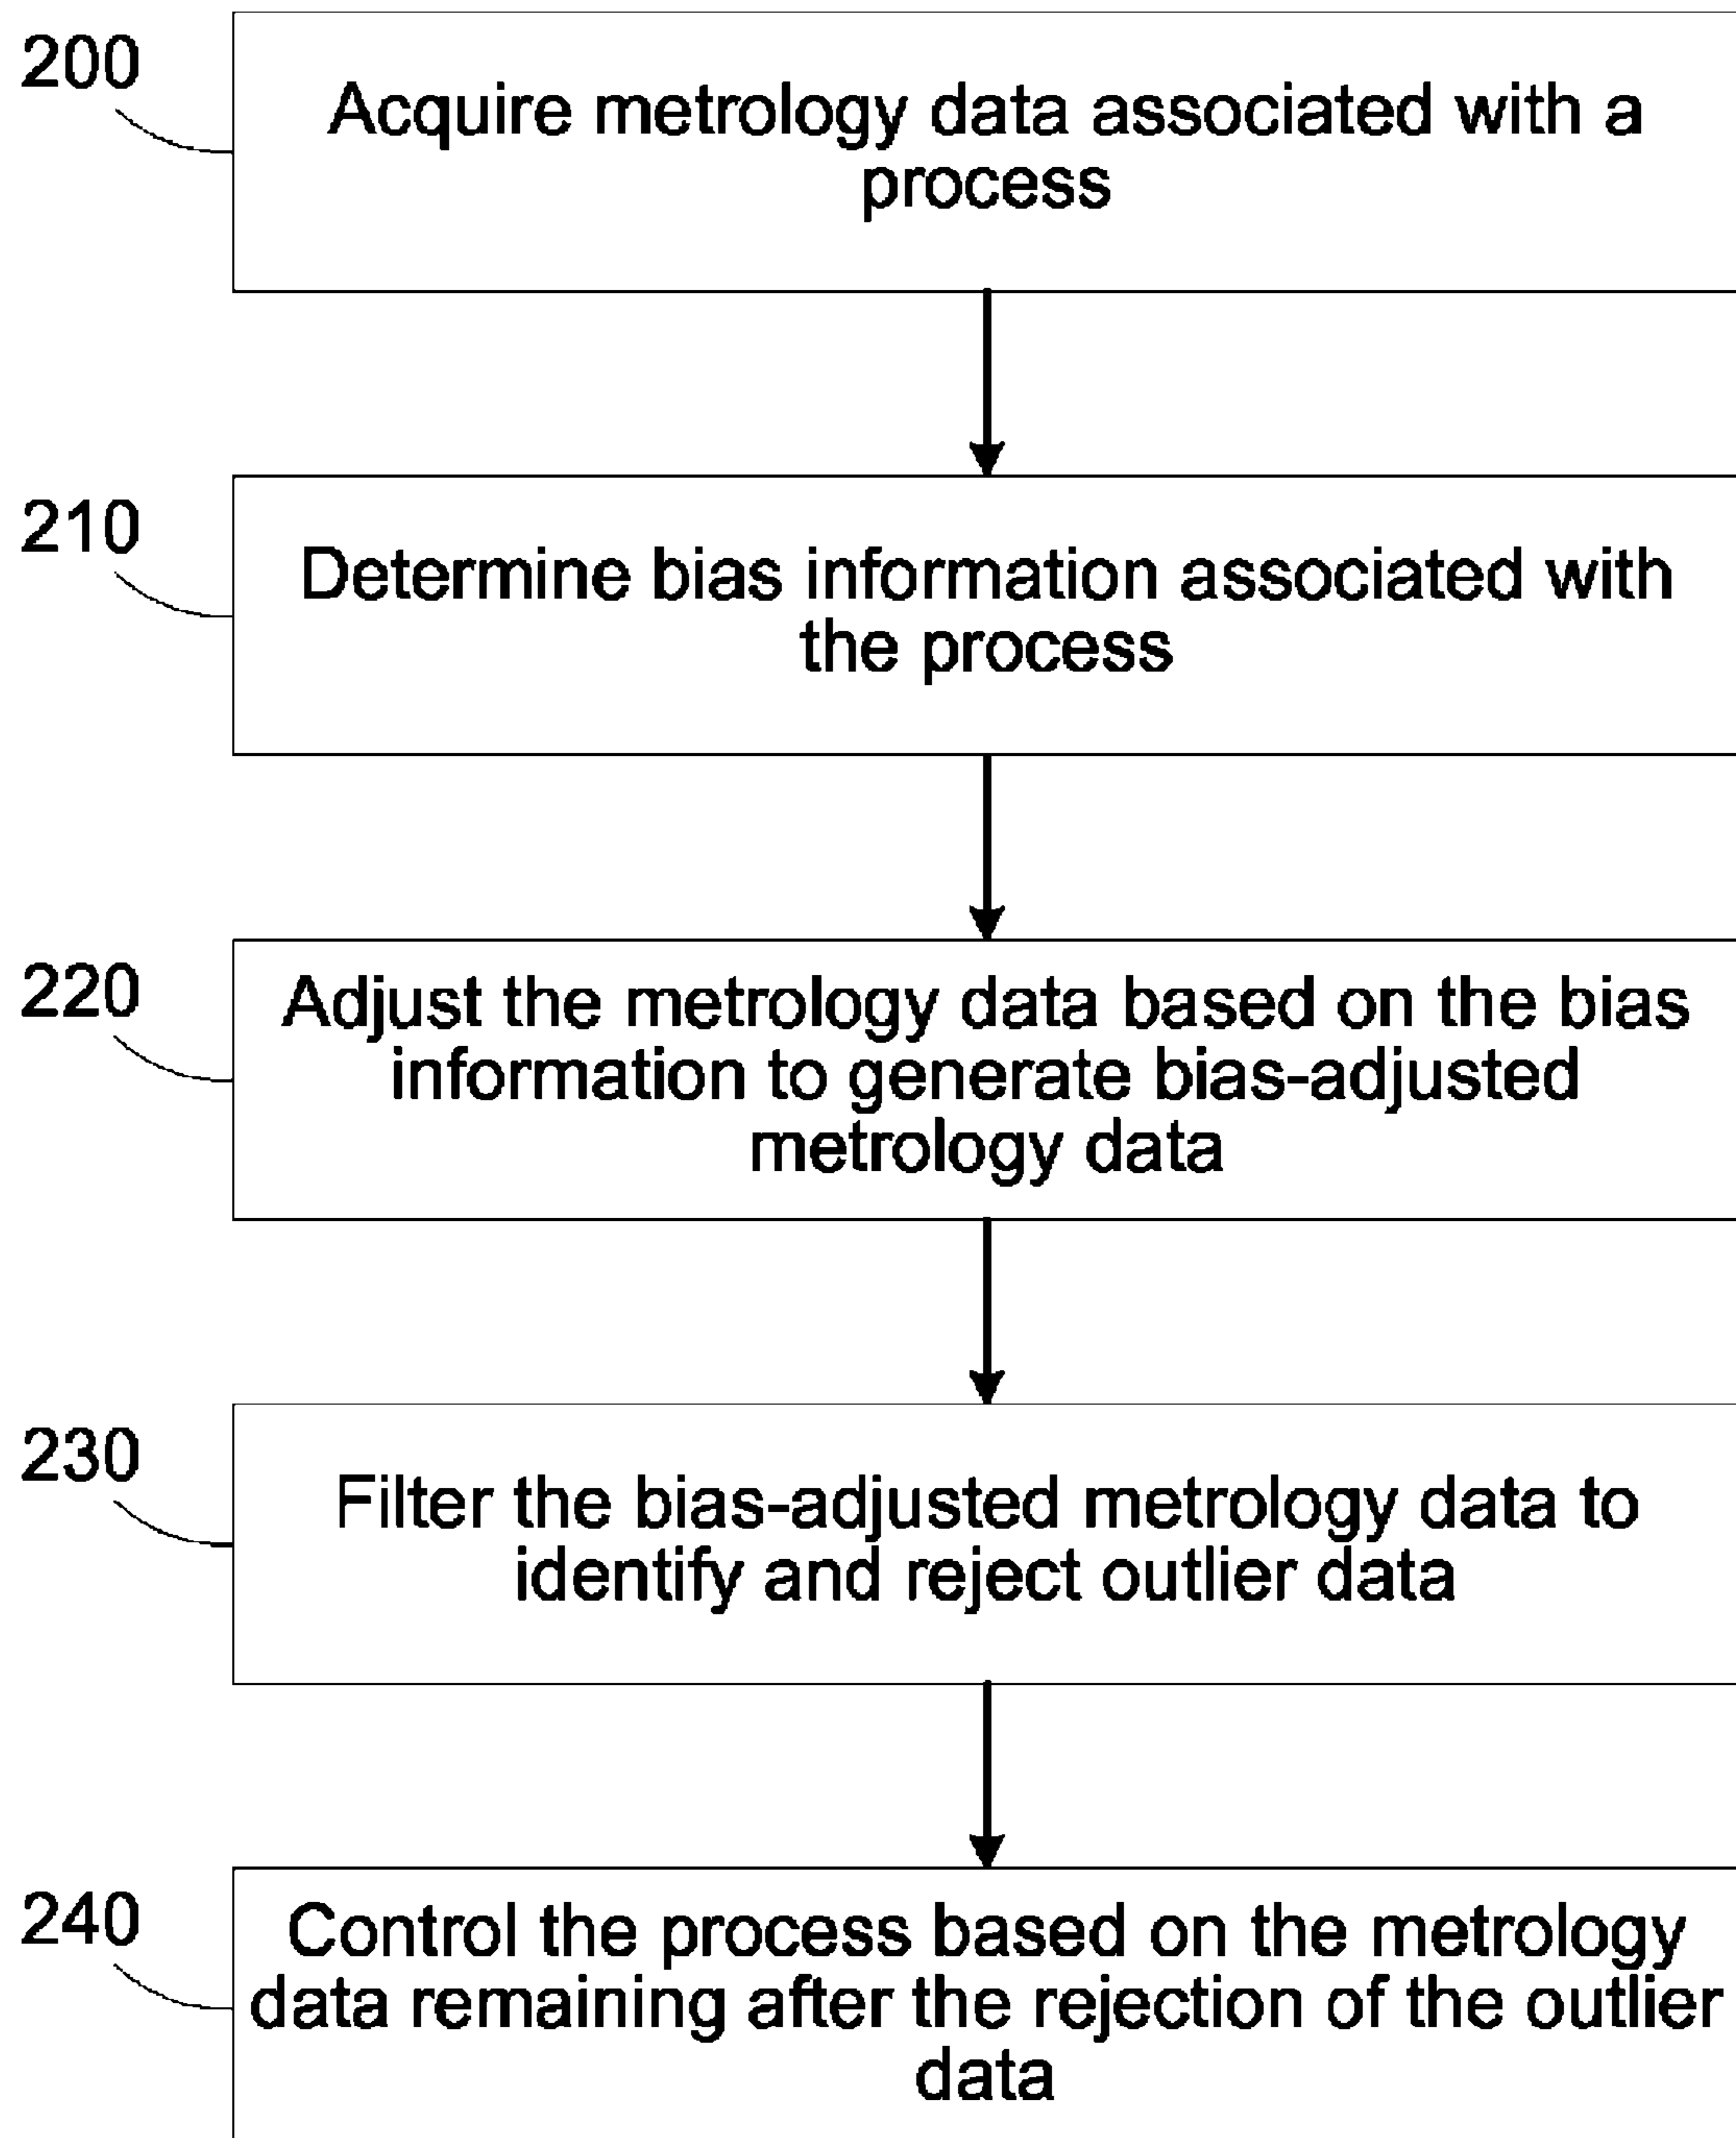 200
Acquire metrology data associated with a
process
210
Determine bias information associated with
the process
220
Adjust the metrology data based on the bias
information to generate bias-adjusted
metrology data
230
Filter the bias-adjusted metrology data to
identify and reject outlier data
240
Control the process based on the metrology
data remaining after the rejection of the outlier
data